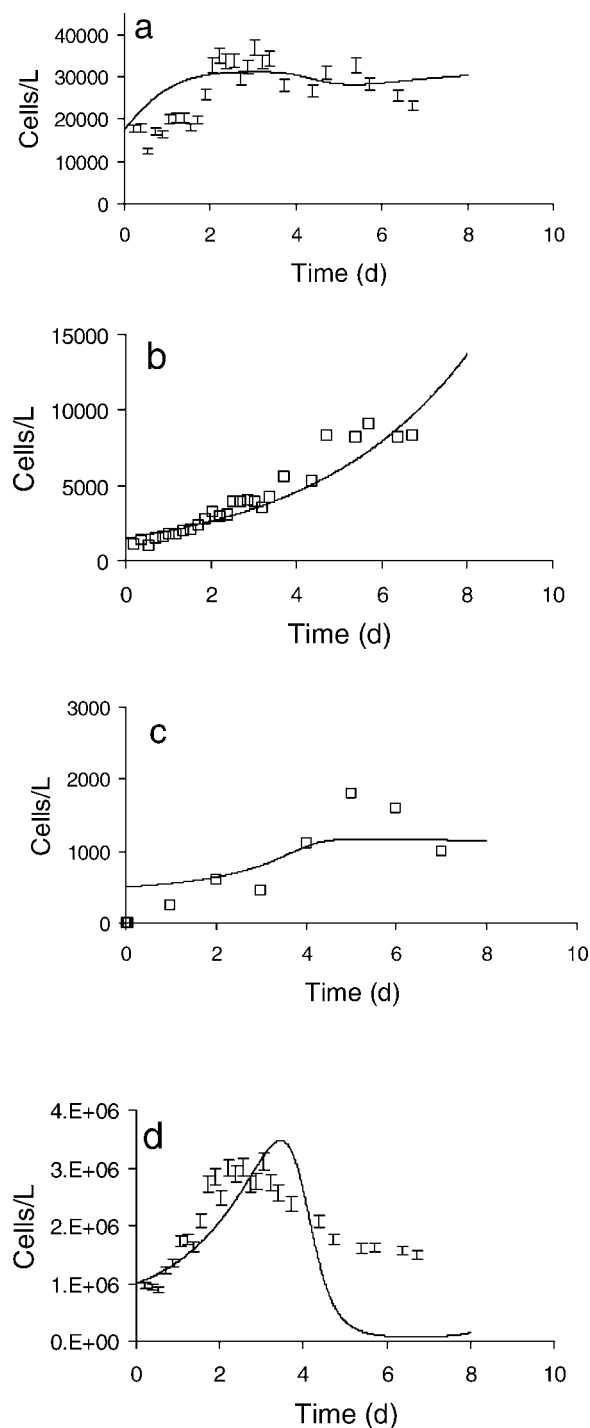 a
40000
30000
20000
10000
0
Cells/L
0 2 4 6 8 10
Time (d)
b
15000
10000
5000
0
Cells/L
0 2 4 6 8 10
Time (d)
c
3000
2000
1000
0
Cells/L
0 2 4 6 8 10
Time (d)
d
4.E+06
3.E+06
2.E+06
1.E+06
0.E+00
Cells/L
0 2 4 6 8 10
Time (d)